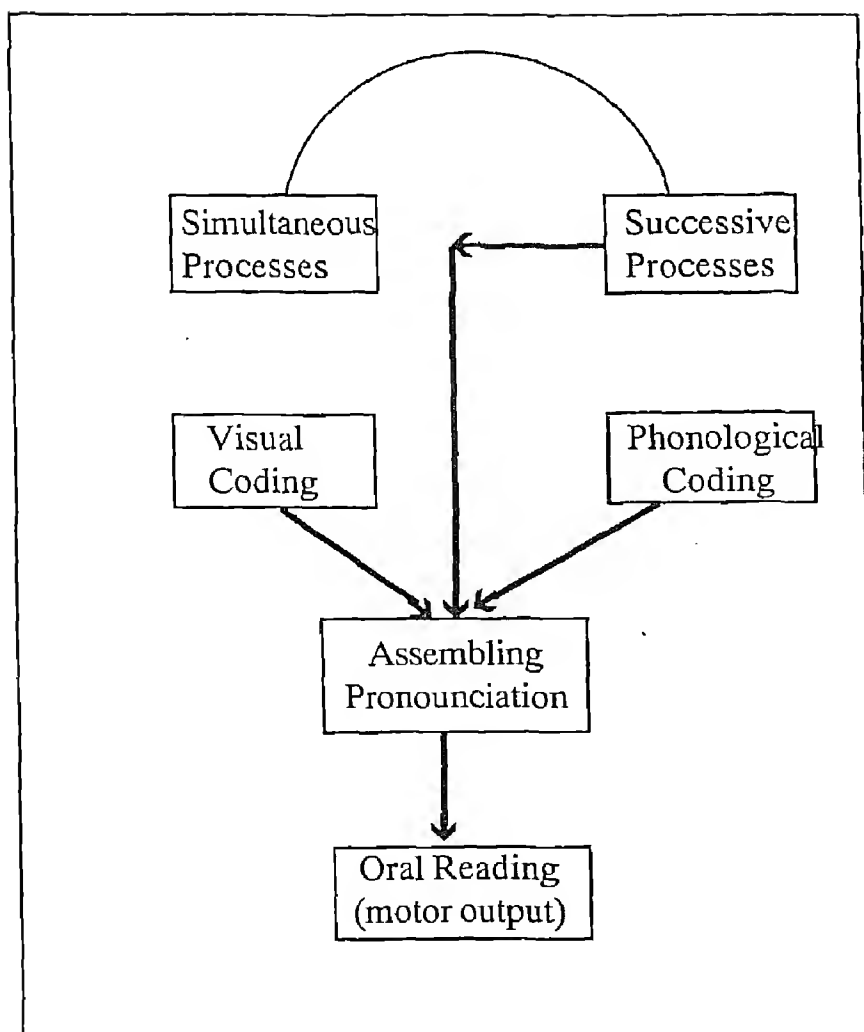 Simultaneous
Processes
Successive
Processes
Visual
Coding
Phonological
Coding
Assembling
Pronounciation
Oral Reading
(motor output)